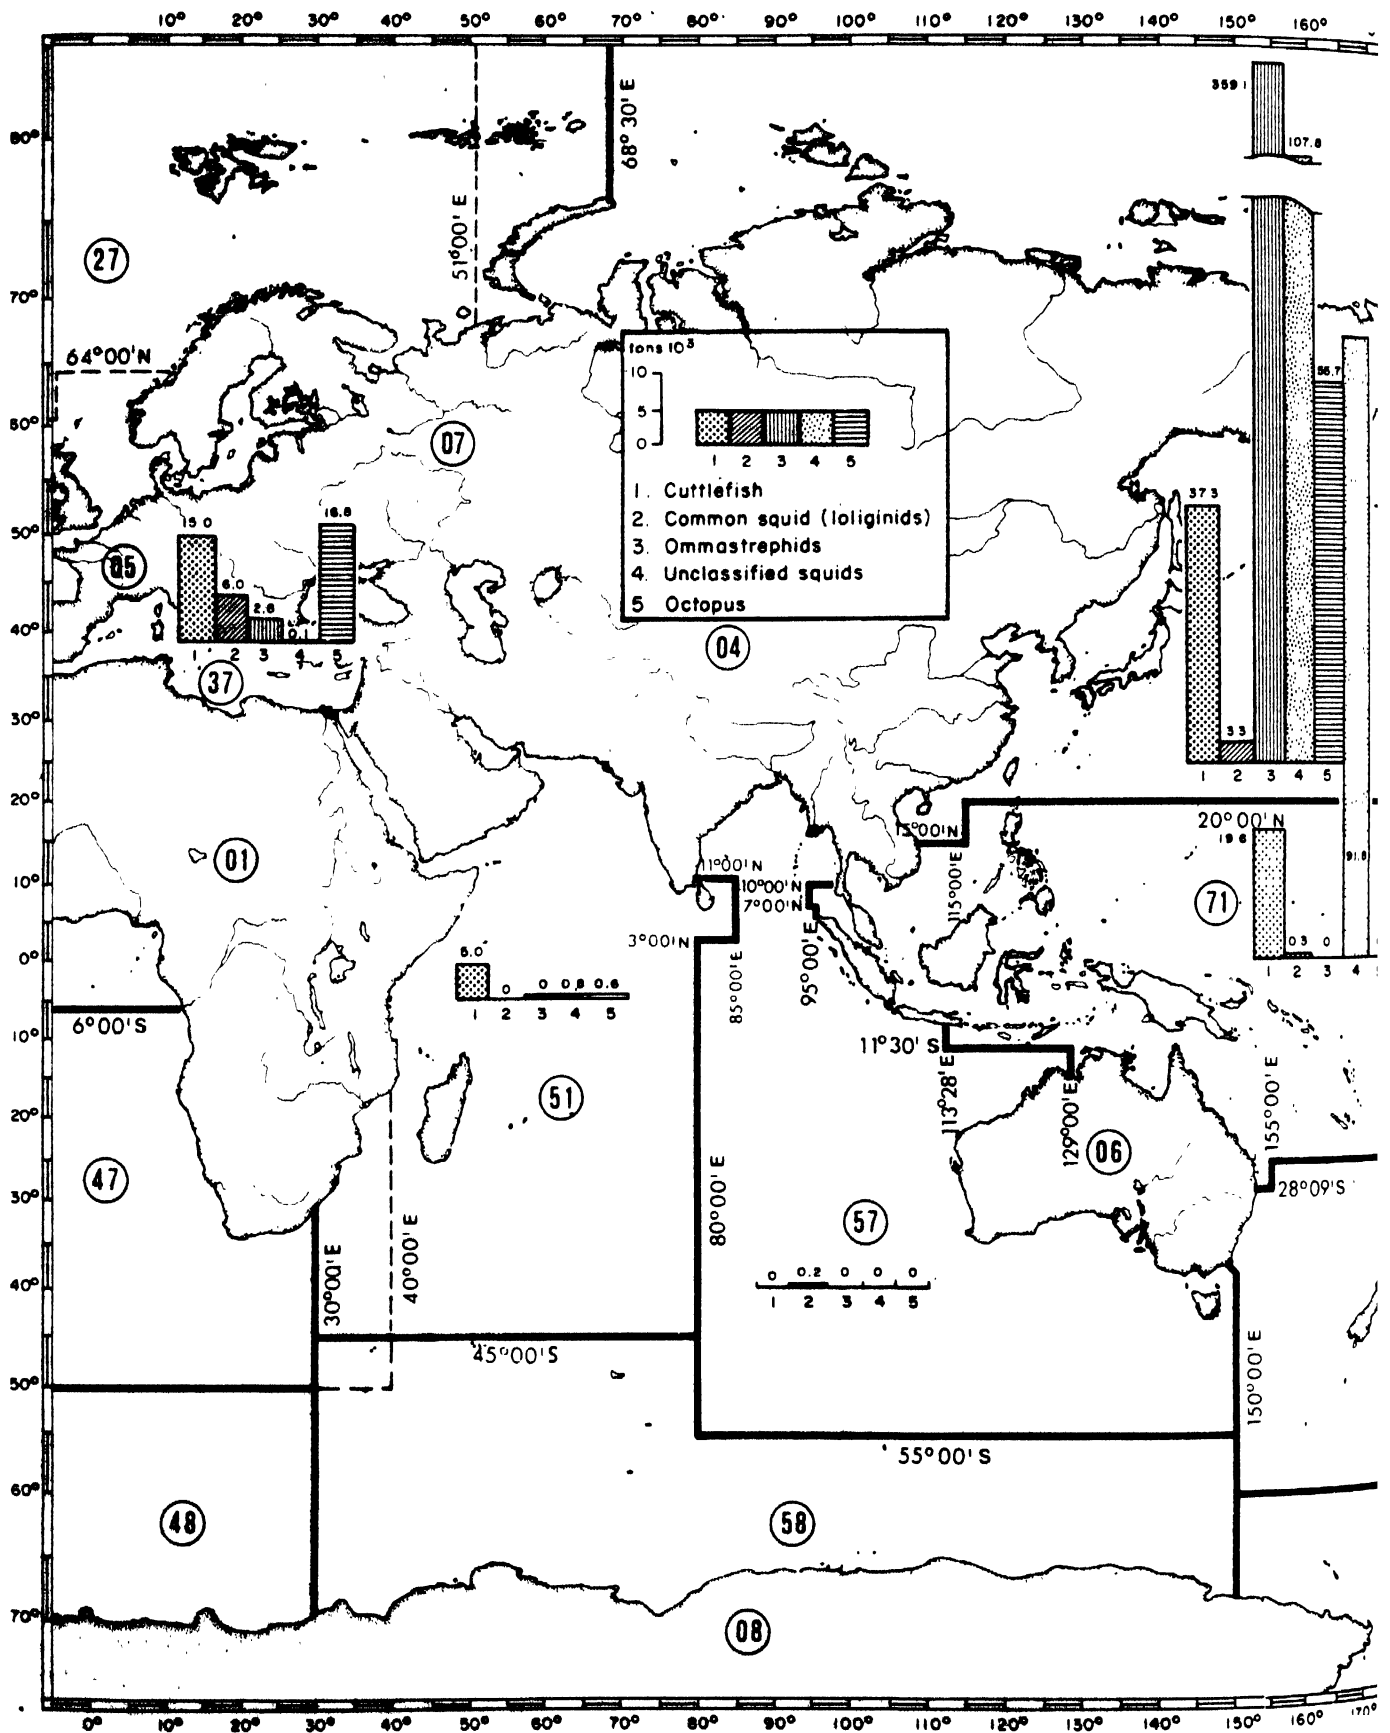 10° 20° 30° 40° 50° 60° 70° 80° 90° 100° 110° 120° 130° 140° 150° 160°
359 1
107.8
68° 30' E
51°00' E
80°
27
70°
64°00'N
tons 10³
10
5
0
1 2 3 4 5
1. Cuttlefish
2. Common squid (loliginids)
3. Ommastrephids
4. Unclassified squids
5 Octopus
60°
07
50°
05
15 0
6.0
2.6
0.1
16.8
1 2 3 4 5
40°
37
04
37 3
3 3
1 2 3 4 5
30°
20°
15°00'N
20° 00' N
19 6
91.8
01
11°00' N
10°00'N
7°00'N
115°00' E
71
10°
3°00'N
0 3
0
1 2 3 4 5
0°
5.0
0
0 0.8 0.6
1 2 3 4 5
85°00' E
95°00' E
6°00'S
10°
11°30' S
51
113°28' E
129°00' E
155°00' E
20°
06
47
80°00' E
28°09'S
30°
57
30°00' E
40°00' E
0 0.2 0 0 0
1 2 3 4 5
40°
45°00'S
150°00' E
50°
55°00'S
60°
48
58
70°
08
0° 10° 20° 30° 40° 50° 60° 70° 80° 90° 100° 110° 120° 130° 140° 150° 160° 170°